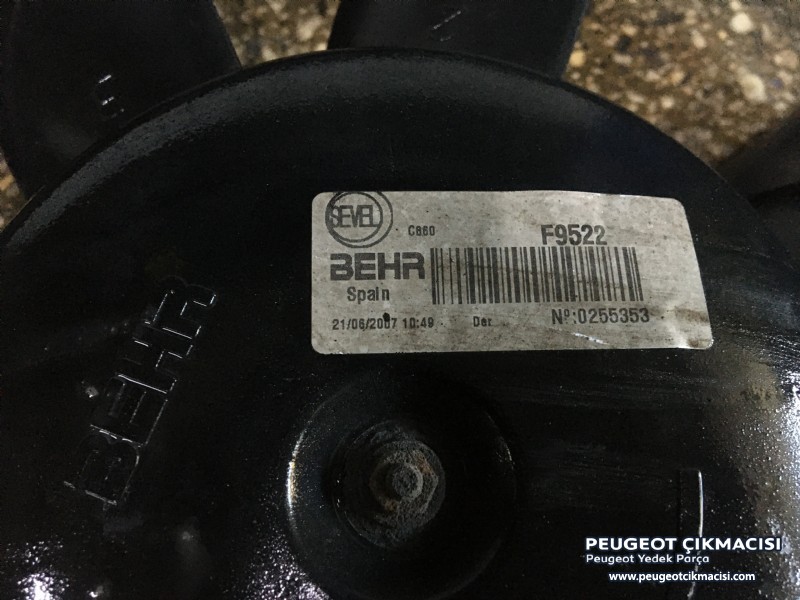 SEVEL
C860
F9522
BEHR
Spain
21/06/2007 10:49 Der Nº:0255353
BEHR
PEUGEOT ÇIKMACISI
Peugeot Yedek Parça
www.peugeotcikmacisi.com